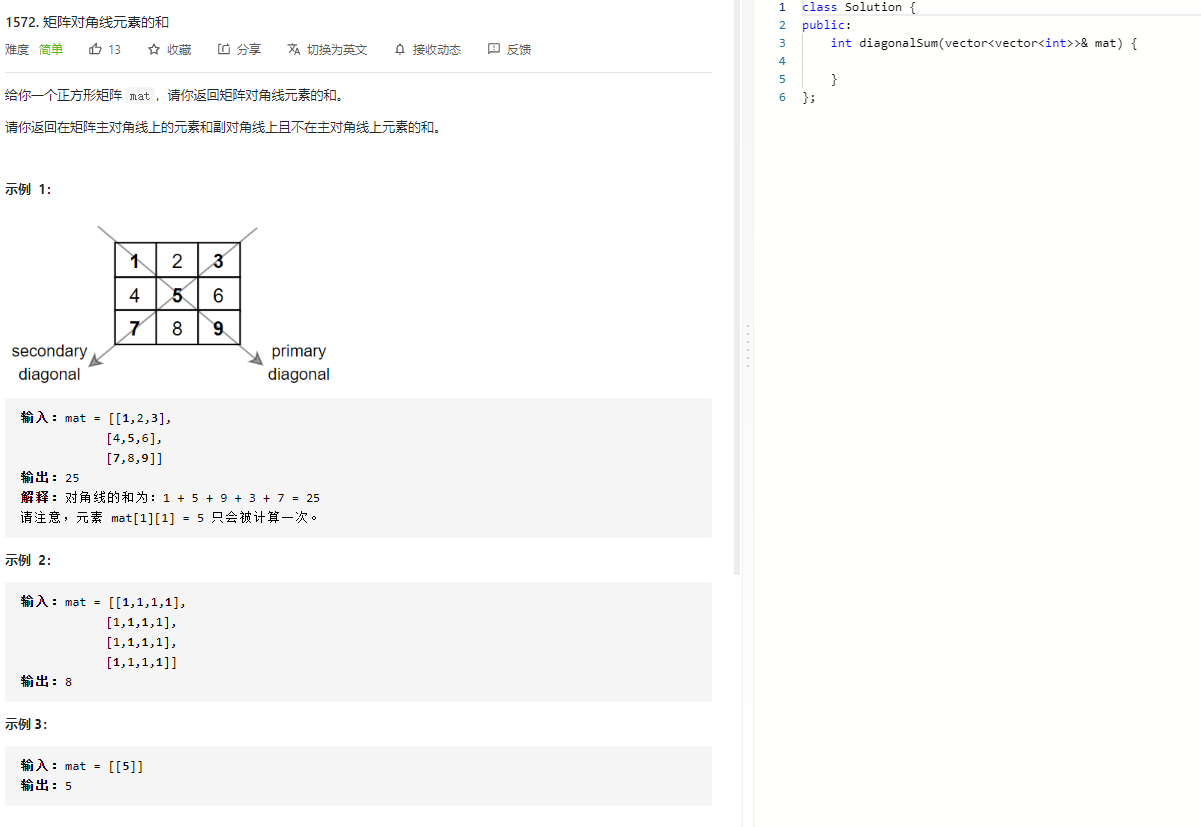 1572. 矩阵对角线元素的和
难度 简单 13 收藏 分享 切换为英文 接收动态 反馈
给你一个正方形矩阵 mat，请你返回矩阵对角线元素的和。
请你返回在矩阵主对角线上的元素和副对角线上且不在主对角线上元素的和。
示例 1：
1 2 3
4 5 6
7 8 9
secondary diagonal
primary diagonal
输入：mat = [[1,2,3],
[4,5,6],
[7,8,9]]
输出：25
解释：对角线的和为：1 + 5 + 9 + 3 + 7 = 25
请注意，元素 mat[1][1] = 5 只会被计算一次。
示例 2：
输入：mat = [[1,1,1,1],
[1,1,1,1],
[1,1,1,1],
[1,1,1,1]]
输出：8
示例 3：
输入：mat = [[5]]
输出：5
1 class Solution {
2 public:
3 int diagonalSum(vector<vector<int>>& mat) {
4
5 }
6 };